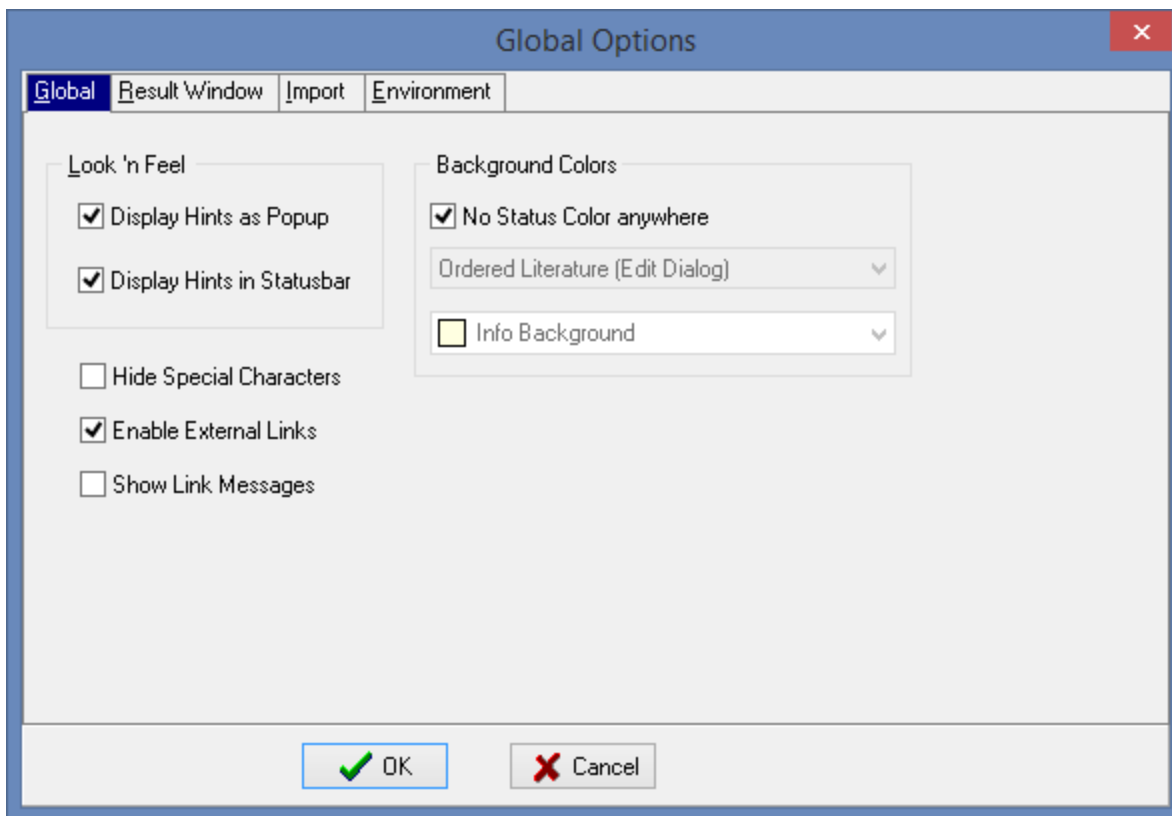 Global Options
Global Result Window Import Environment
Look 'n Feel
Display Hints as Popup
Display Hints in Statusbar
Hide Special Characters
Enable External Links
Show Link Messages
Background Colors
No Status Color anywhere
Ordered Literature (Edit Dialog)
Info Background
OK Cancel